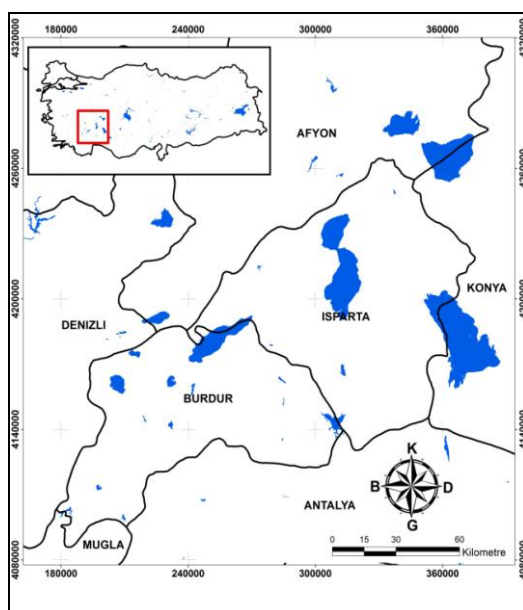 180000 240000 300000 360000
4320000 4320000
AFYON
4260000 4260000
KONYA
4200000 4200000
ISPARTA
DENIZLI
BURDUR
4140000 4140000
K
B D
G
ANTALYA
MUGLA
0 15 30 60
Kilometre
4080000 4080000
180000 240000 300000 360000